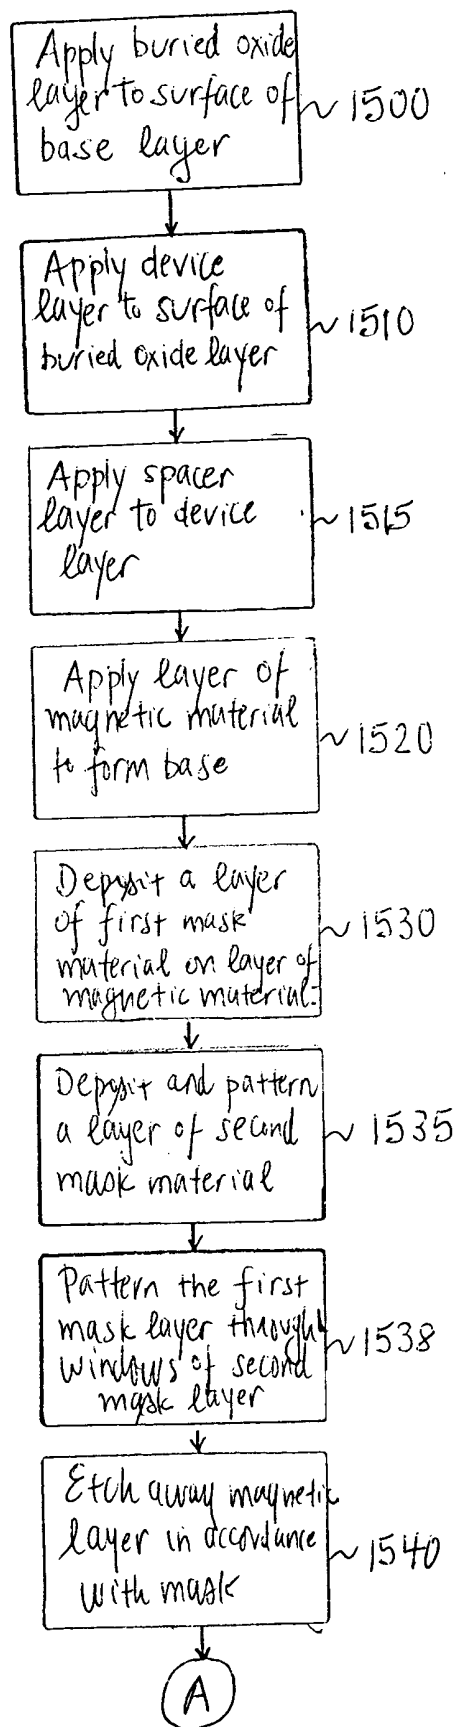 Apply buried oxide
layer to surface of
base layer
1500
Apply device
layer to surface of
buried oxide layer
1510
Apply spacer
layer to device
layer
1515
Apply layer of
magnetic material
to form base
1520
Deposit a layer
of first mask
material on layer of
magnetic material
1530
Deposit and pattern
a layer of second
mask material
1535
Pattern the first
mask layer through
windows of second
mask layer
1538
Etch away magnetic
layer in accordance
with mask
1540
A